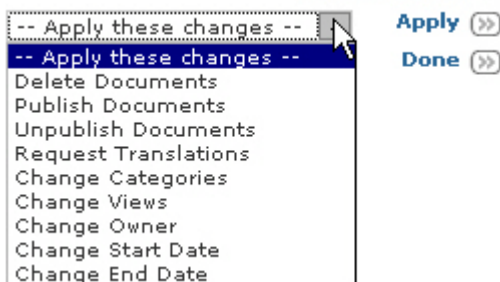 -- Apply these changes --
Apply
-- Apply these changes --
Done
Delete Documents
Publish Documents
Unpublish Documents
Request Translations
Change Categories
Change Views
Change Owner
Change Start Date
Change End Date